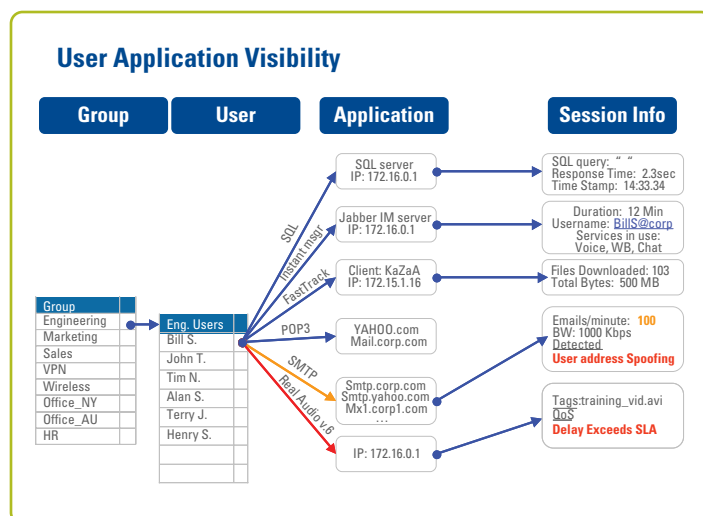 User Application Visibility
Group
User
Application
Session Info
Group
Engineering
Marketing
Sales
VPN
Wireless
Office_NY
Office_AU
HR
Eng. Users
Bill S.
John T.
Tim N.
Alan S.
Terry J.
Henry S.
SQL
Instant msgr
FastTrack
POP3
SMTP
Real Audio v.6
SQL server
IP: 172.16.0.1
Jabber IM server
IP: 172.16.0.1
Client: KaZaA
IP: 172.15.1.16
YAHOO.com
Mail.corp.com
Smtp.corp.com
Smtp.yahoo.com
Mx1.corp1.com
...
IP: 172.16.0.1
SQL query: “ “
Response Time: 2.3sec
Time Stamp: 14:33.34
Duration: 12 Min
Username: BillS@corp
Services in use:
Voice, WB, Chat
Files Downloaded: 103
Total Bytes: 500 MB
Emails/minute: 100
BW: 1000 Kbps
Detected
User address Spoofing
Tags:training_vid.avi
QoS
Delay Exceeds SLA